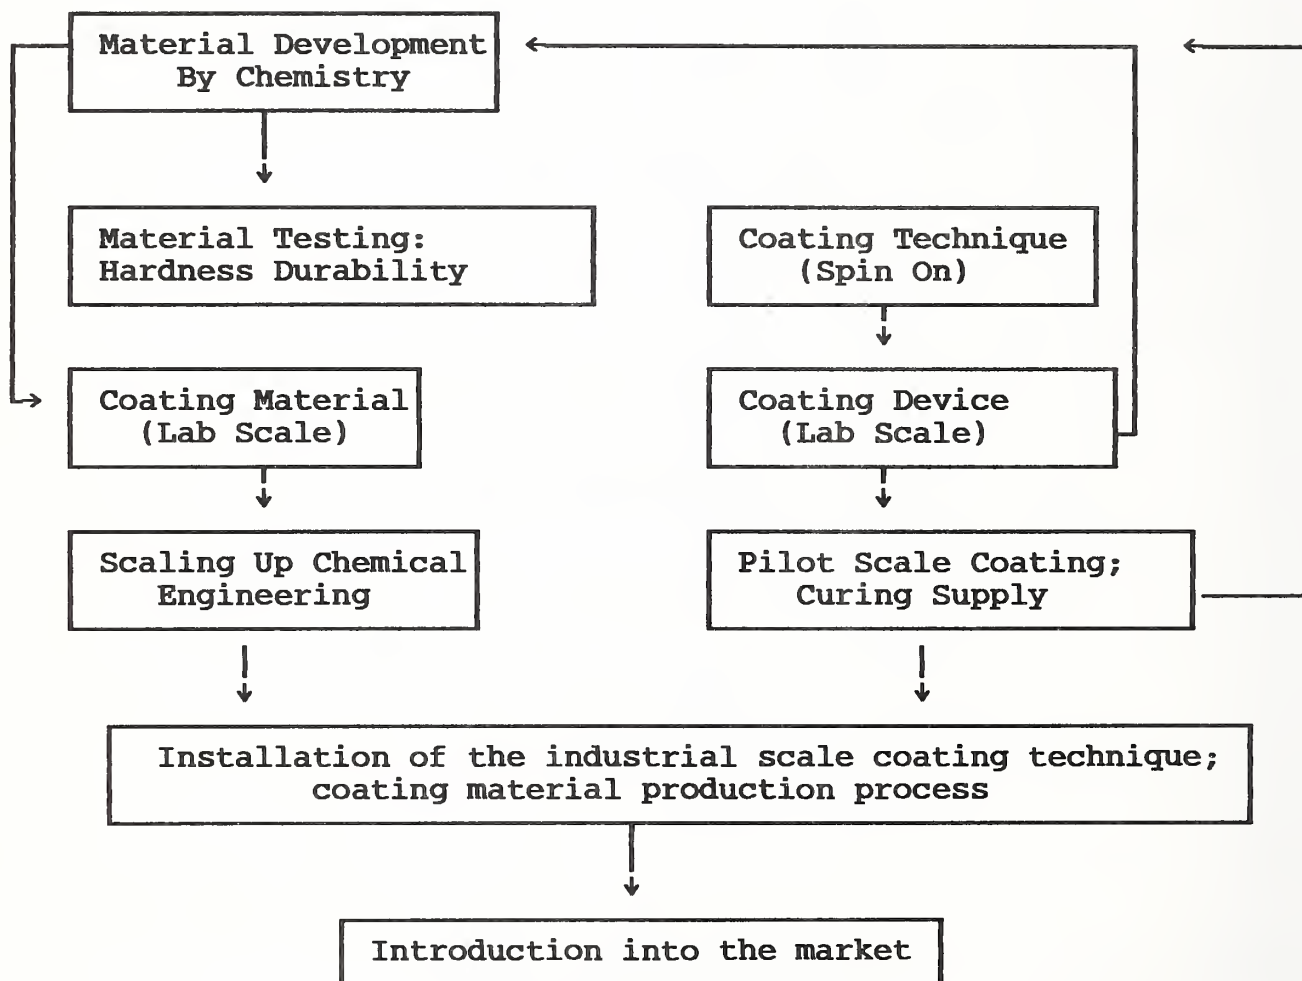 Material Development
By Chemistry
Material Testing:
Hardness Durability
Coating Technique
(Spin On)
Coating Material
(Lab Scale)
Coating Device
(Lab Scale)
Scaling Up Chemical
Engineering
Pilot Scale Coating;
Curing Supply
Installation of the industrial scale coating technique;
coating material production process
Introduction into the market